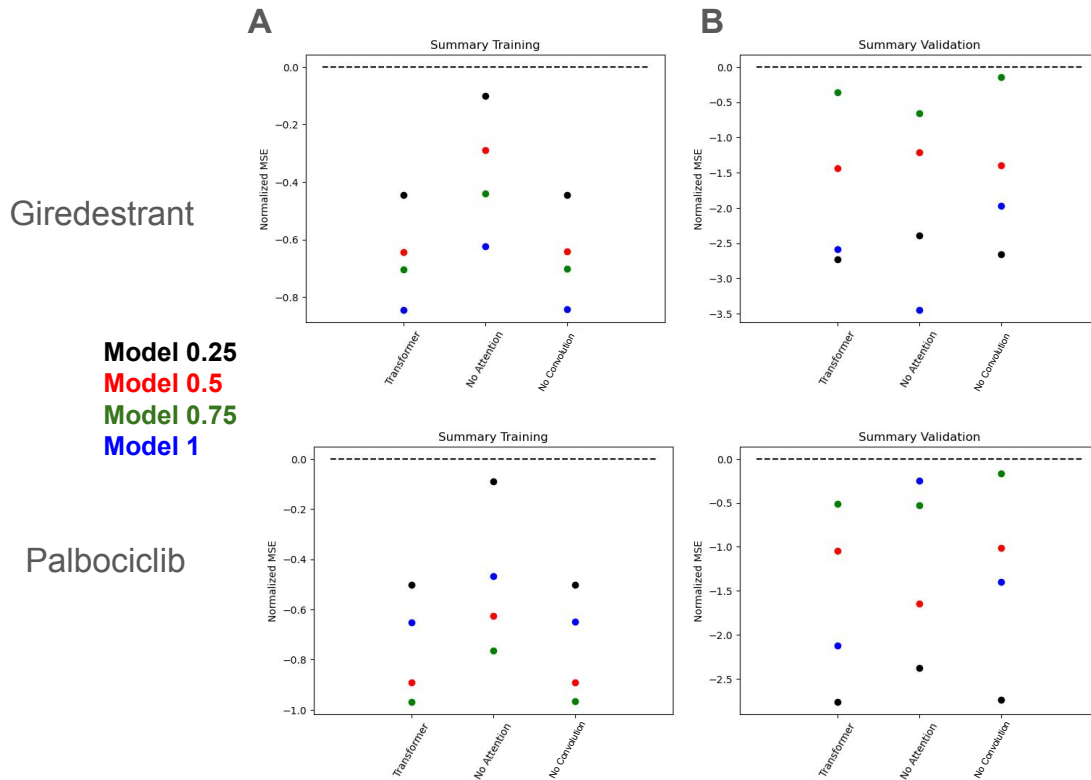 A
B
Giredestrant
Summary Training
Normalized MSE
0.0
−0.2
−0.4
−0.6
−0.8
Transformer
No Attention
No Convolution
Summary Validation
Normalized MSE
0.0
−0.5
−1.0
−1.5
−2.0
−2.5
−3.0
−3.5
Transformer
No Attention
No Convolution
Model 0.25
Model 0.5
Model 0.75
Model 1
Palbociclib
Summary Training
Normalized MSE
0.0
−0.2
−0.4
−0.6
−0.8
−1.0
Transformer
No Attention
No Convolution
Summary Validation
Normalized MSE
0.0
−0.5
−1.0
−1.5
−2.0
−2.5
Transformer
No Attention
No Convolution